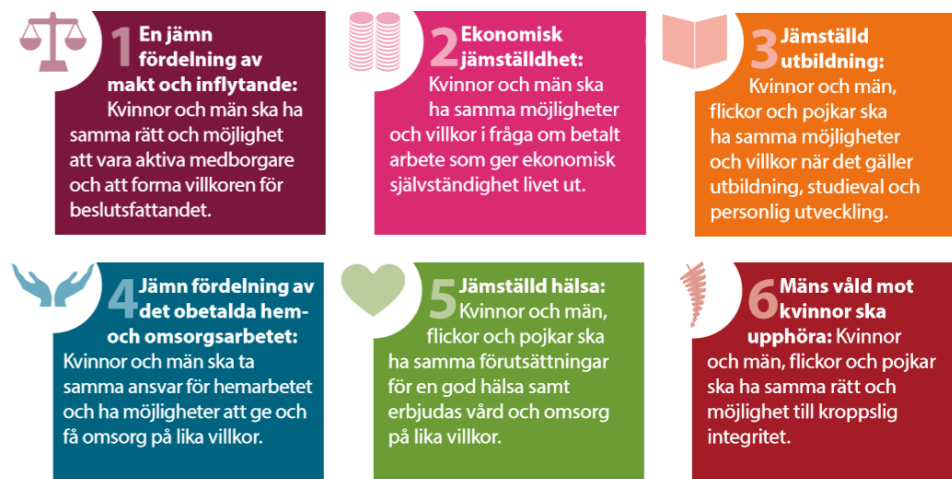 1 En jämn
fördelning av
makt och inflytande:
Kvinnor och män ska ha
samma rätt och möjlighet
att vara aktiva medborgare
och att forma villkoren för
beslutsfattandet.
2 Ekonomisk
jämställdhet:
Kvinnor och män ska
ha samma möjligheter
och villkor i fråga om betalt
arbete som ger ekonomisk
självständighet livet ut.
3 Jämställd
utbildning:
Kvinnor och män,
flickor och pojkar ska
ha samma möjligheter
och villkor när det gäller
utbildning, studieval och
personlig utveckling.
4 Jämn fördelning av
det obetalda hem-
och omsorgsarbetet:
Kvinnor och män ska ta
samma ansvar för hemarbetet
och ha möjligheter att ge och
få omsorg på lika villkor.
5 Jämställd hälsa:
Kvinnor och män,
flickor och pojkar ska
ha samma förutsättningar
för en god hälsa samt
erbjudas vård och omsorg
på lika villkor.
6 Mäns våld mot
kvinnor ska
upphöra: Kvinnor
och män, flickor och pojkar
ska ha samma rätt och
möjlighet till kroppslig
integritet.